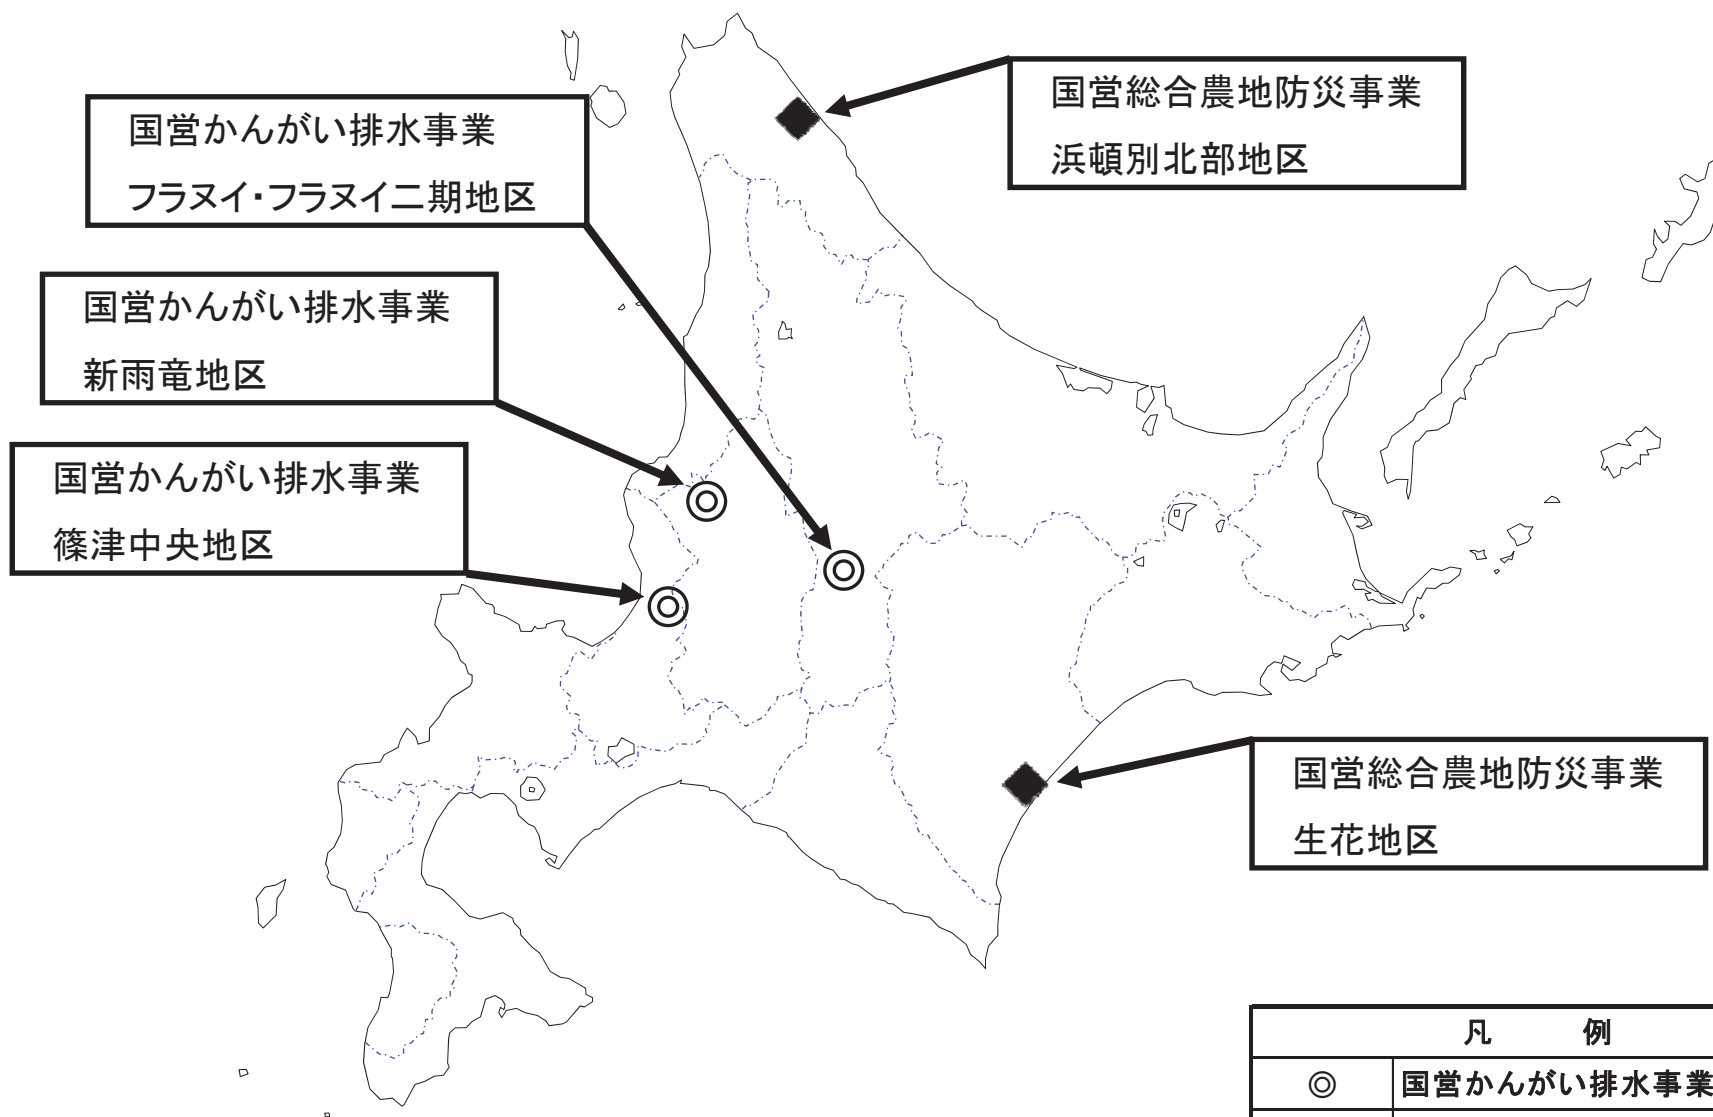 国営総合農地防災事業
浜頓別北部地区
国営かんがい排水事業
フラヌイ・フラヌイ二期地区
国営かんがい排水事業
新雨竜地区
国営かんがい排水事業
篠津中央地区
国営総合農地防災事業
生花地区
凡 例
◎ 国営かんがい排水事業